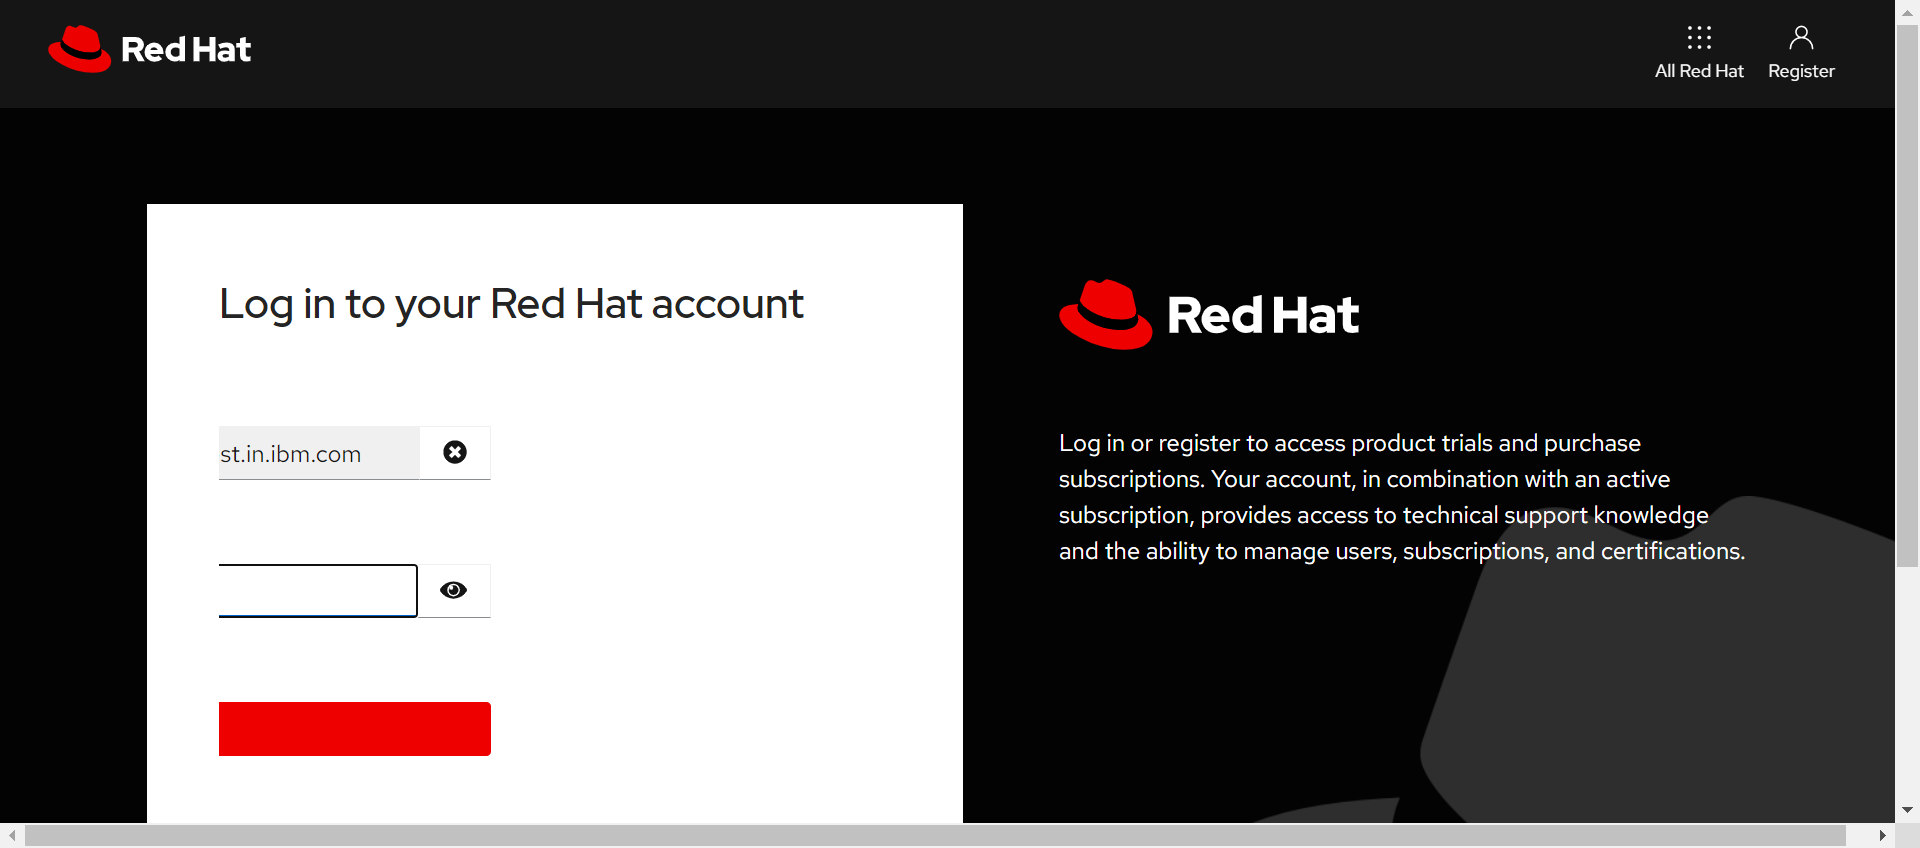 Red Hat
All Red Hat
Register
Log in to your Red Hat account
st.in.ibm.com
Red Hat
Log in or register to access product trials and purchase
subscriptions. Your account, in combination with an active
subscription, provides access to technical support knowledge
and the ability to manage users, subscriptions, and certifications.